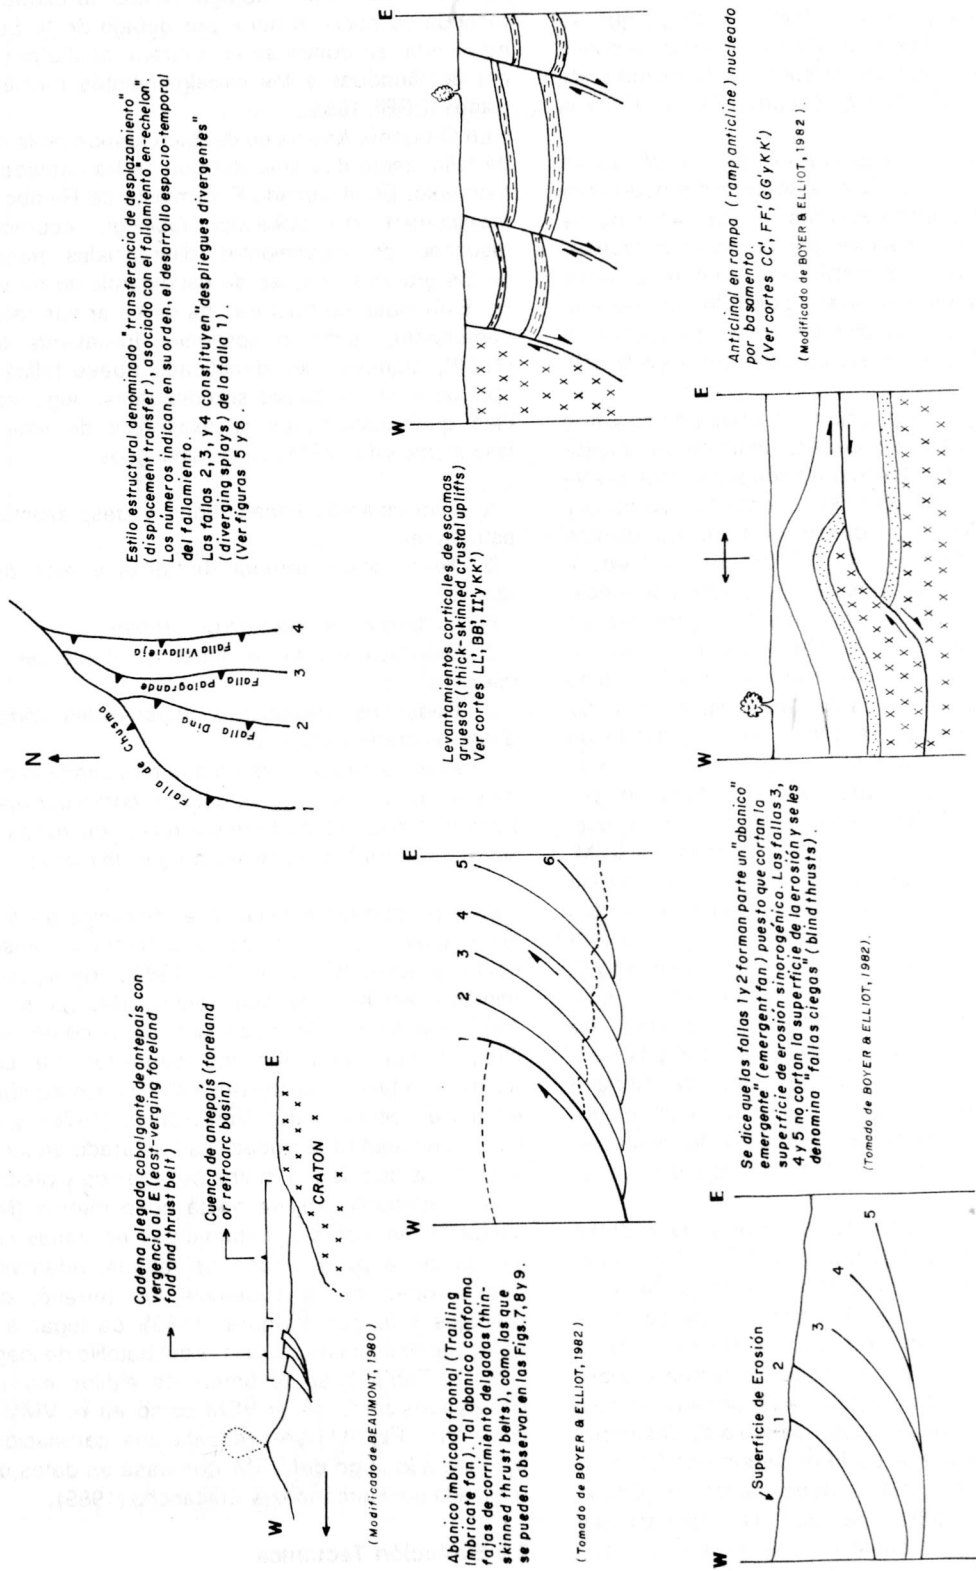 Cadena plegada cabalgante de antepaís con
vergencia al E (east-verging foreland
fold and thrust belt)
Cuenca de antepaís (foreland
or retroarc basin)
W
E
CRATON
(Modificado de BEAUMONT, 1980)
N
Falla de Chusma
Falla Dina
Falla Palogrande
Falla Villavieja
1
2
3
4
Estilo estructural denominado "transferencia de desplazamiento"
(displacement transfer), asociado con el fallamiento "en-echelon".
Los números indican, en su orden, el desarrollo espacio-temporal
del fallamiento.
Las fallas 2, 3, y 4 constituyen "despliegues divergentes"
(diverging splays) de la falla 1).
(Ver figuras 5 y 6.
Abanico imbricado frontal (Trailing
Imbricate fan). Tal abanico conforma
fajas de corrimiento delgadas (thin-
skinned thrust belts), como las que
se pueden observar en las Figs. 7, 8 y 9.
(Tomado de BOYER & ELLIOT, 1982)
W
E
1
2
3
4
5
6
Levantamientos corticales de escamas
gruesas (thick-skinned crustal uplifts)
Ver cortes LL', BB', II' y KK')
W
E
W
E
Superficie de Erosión
1
2
3
4
5
Se dice que las fallas 1 y 2 forman parte un "abanico
emergente" (emergent fan) puesto que cortan la
superficie de erosión sinorogénica. Las fallas 3,
4 y 5 no cortan la superficie de la erosión y se les
denomina "fallas ciegas" (blind thrusts).
(Tomado de BOYER & ELLIOT, 1982).
W
E
Anticlinal en rampa (ramp anticline) nucleado
por basamento.
(Ver cortes CC', FF', GG' y KK')
(Modificado de BOYER & ELLIOT, 1982).